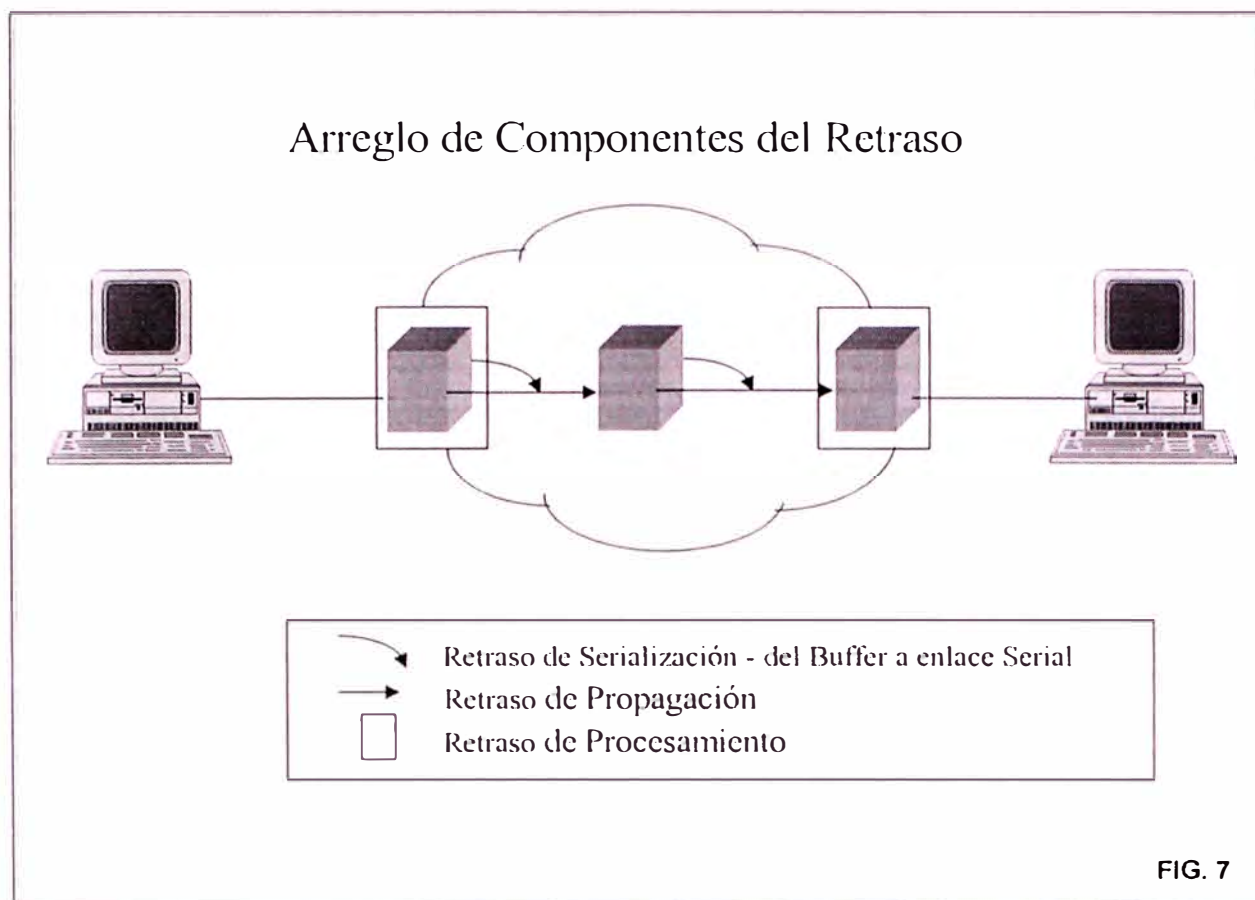 Arreglo de Componentes del Retraso
Retraso de Serialización - del Buffer a enlace Serial
Retraso de Propagación
Retraso de Procesamiento
FIG. 7